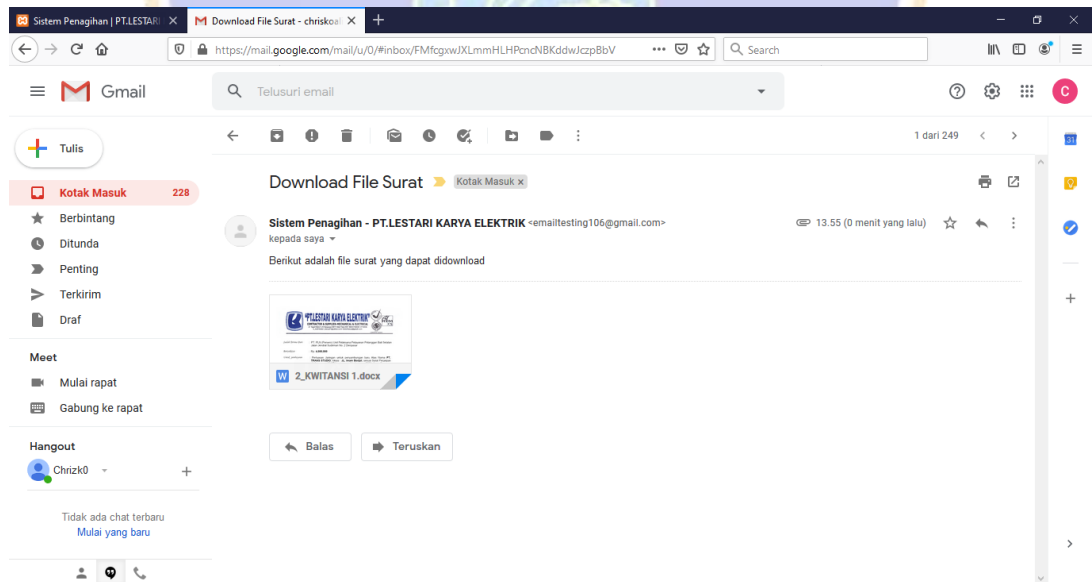 Sistem Penagihan | PT.LESTARI
Download File Surat - chriskoal
https://mail.google.com/mail/u/0/#inbox/FMfcgxwJXLmmHLHPcncNBKddwJczpBbV
Search
Gmail
Telusuri email
C
Tulis
1 dari 249
31
Kotak Masuk 228
Berbintang
Ditunda
Penting
Terkirim
Draf
Meet
Mulai rapat
Gabung ke rapat
Hangout
Chrizk0
Tidak ada chat terbaru
Mulai yang baru
Download File Surat Kotak Masuk x
Sistem Penagihan - PT.LESTARI KARYA ELEKTRIK <emailtesting106@gmail.com> 13.55 (0 menit yang lalu)
kepada saya
Berikut adalah file surat yang dapat didownload
"PT.LESTARI KARYA ELEKTRIK"
W 2_KWITANSI 1.docx
Balas
Teruskan